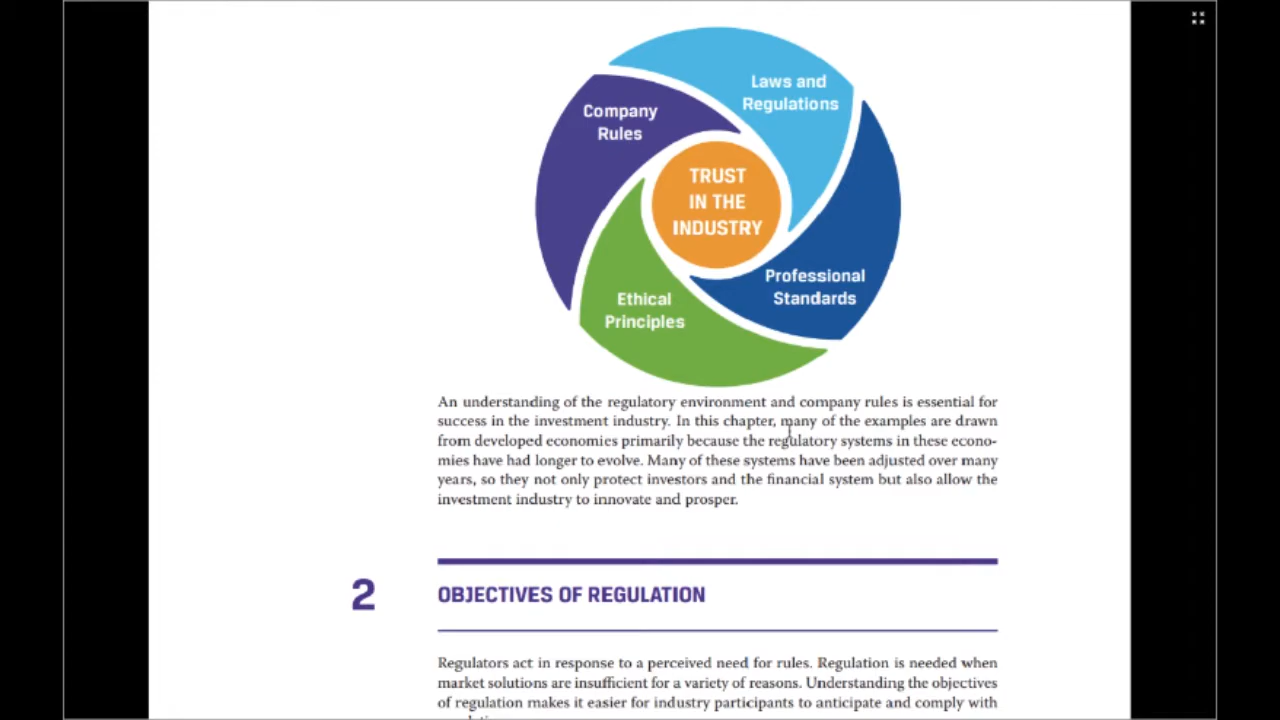 Laws and
Regulations
Company
Rules
TRUST
IN THE
INDUSTRY
Professional
Standards
Ethical
Principles
An understanding of the regulatory environment and company rules is essential for
success in the investment industry. In this chapter, many of the examples are drawn
from developed economies primarily because the regulatory systems in these econo-
mies have had longer to evolve. Many of these systems have been adjusted over many
years, so they not only protect investors and the financial system but also allow the
investment industry to innovate and prosper.
2 OBJECTIVES OF REGULATION
Regulators act in response to a perceived need for rules. Regulation is needed when
market solutions are insufficient for a variety of reasons. Understanding the objectives
of regulation makes it easier for industry participants to anticipate and comply with